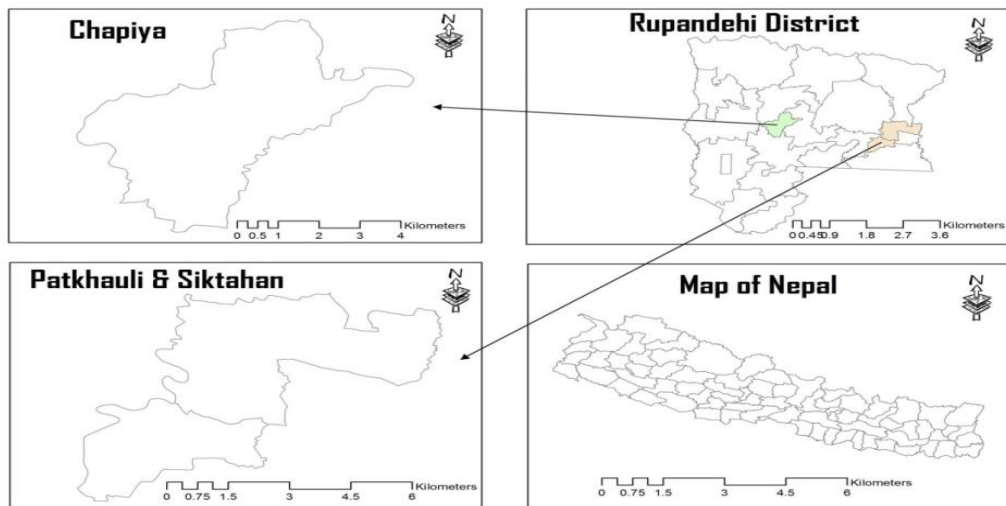 Chapiya
N
Kilometers
0 0.5 1 2 3 4
Rupandehi District
N
Kilometers
0 0.45 0.9 1.8 2.7 3.6
Patkhauli & Siktahan
N
Kilometers
0 0.75 1.5 3 4.5 6
Map of Nepal
N
Kilometers
0 0.75 1.5 3 4.5 6